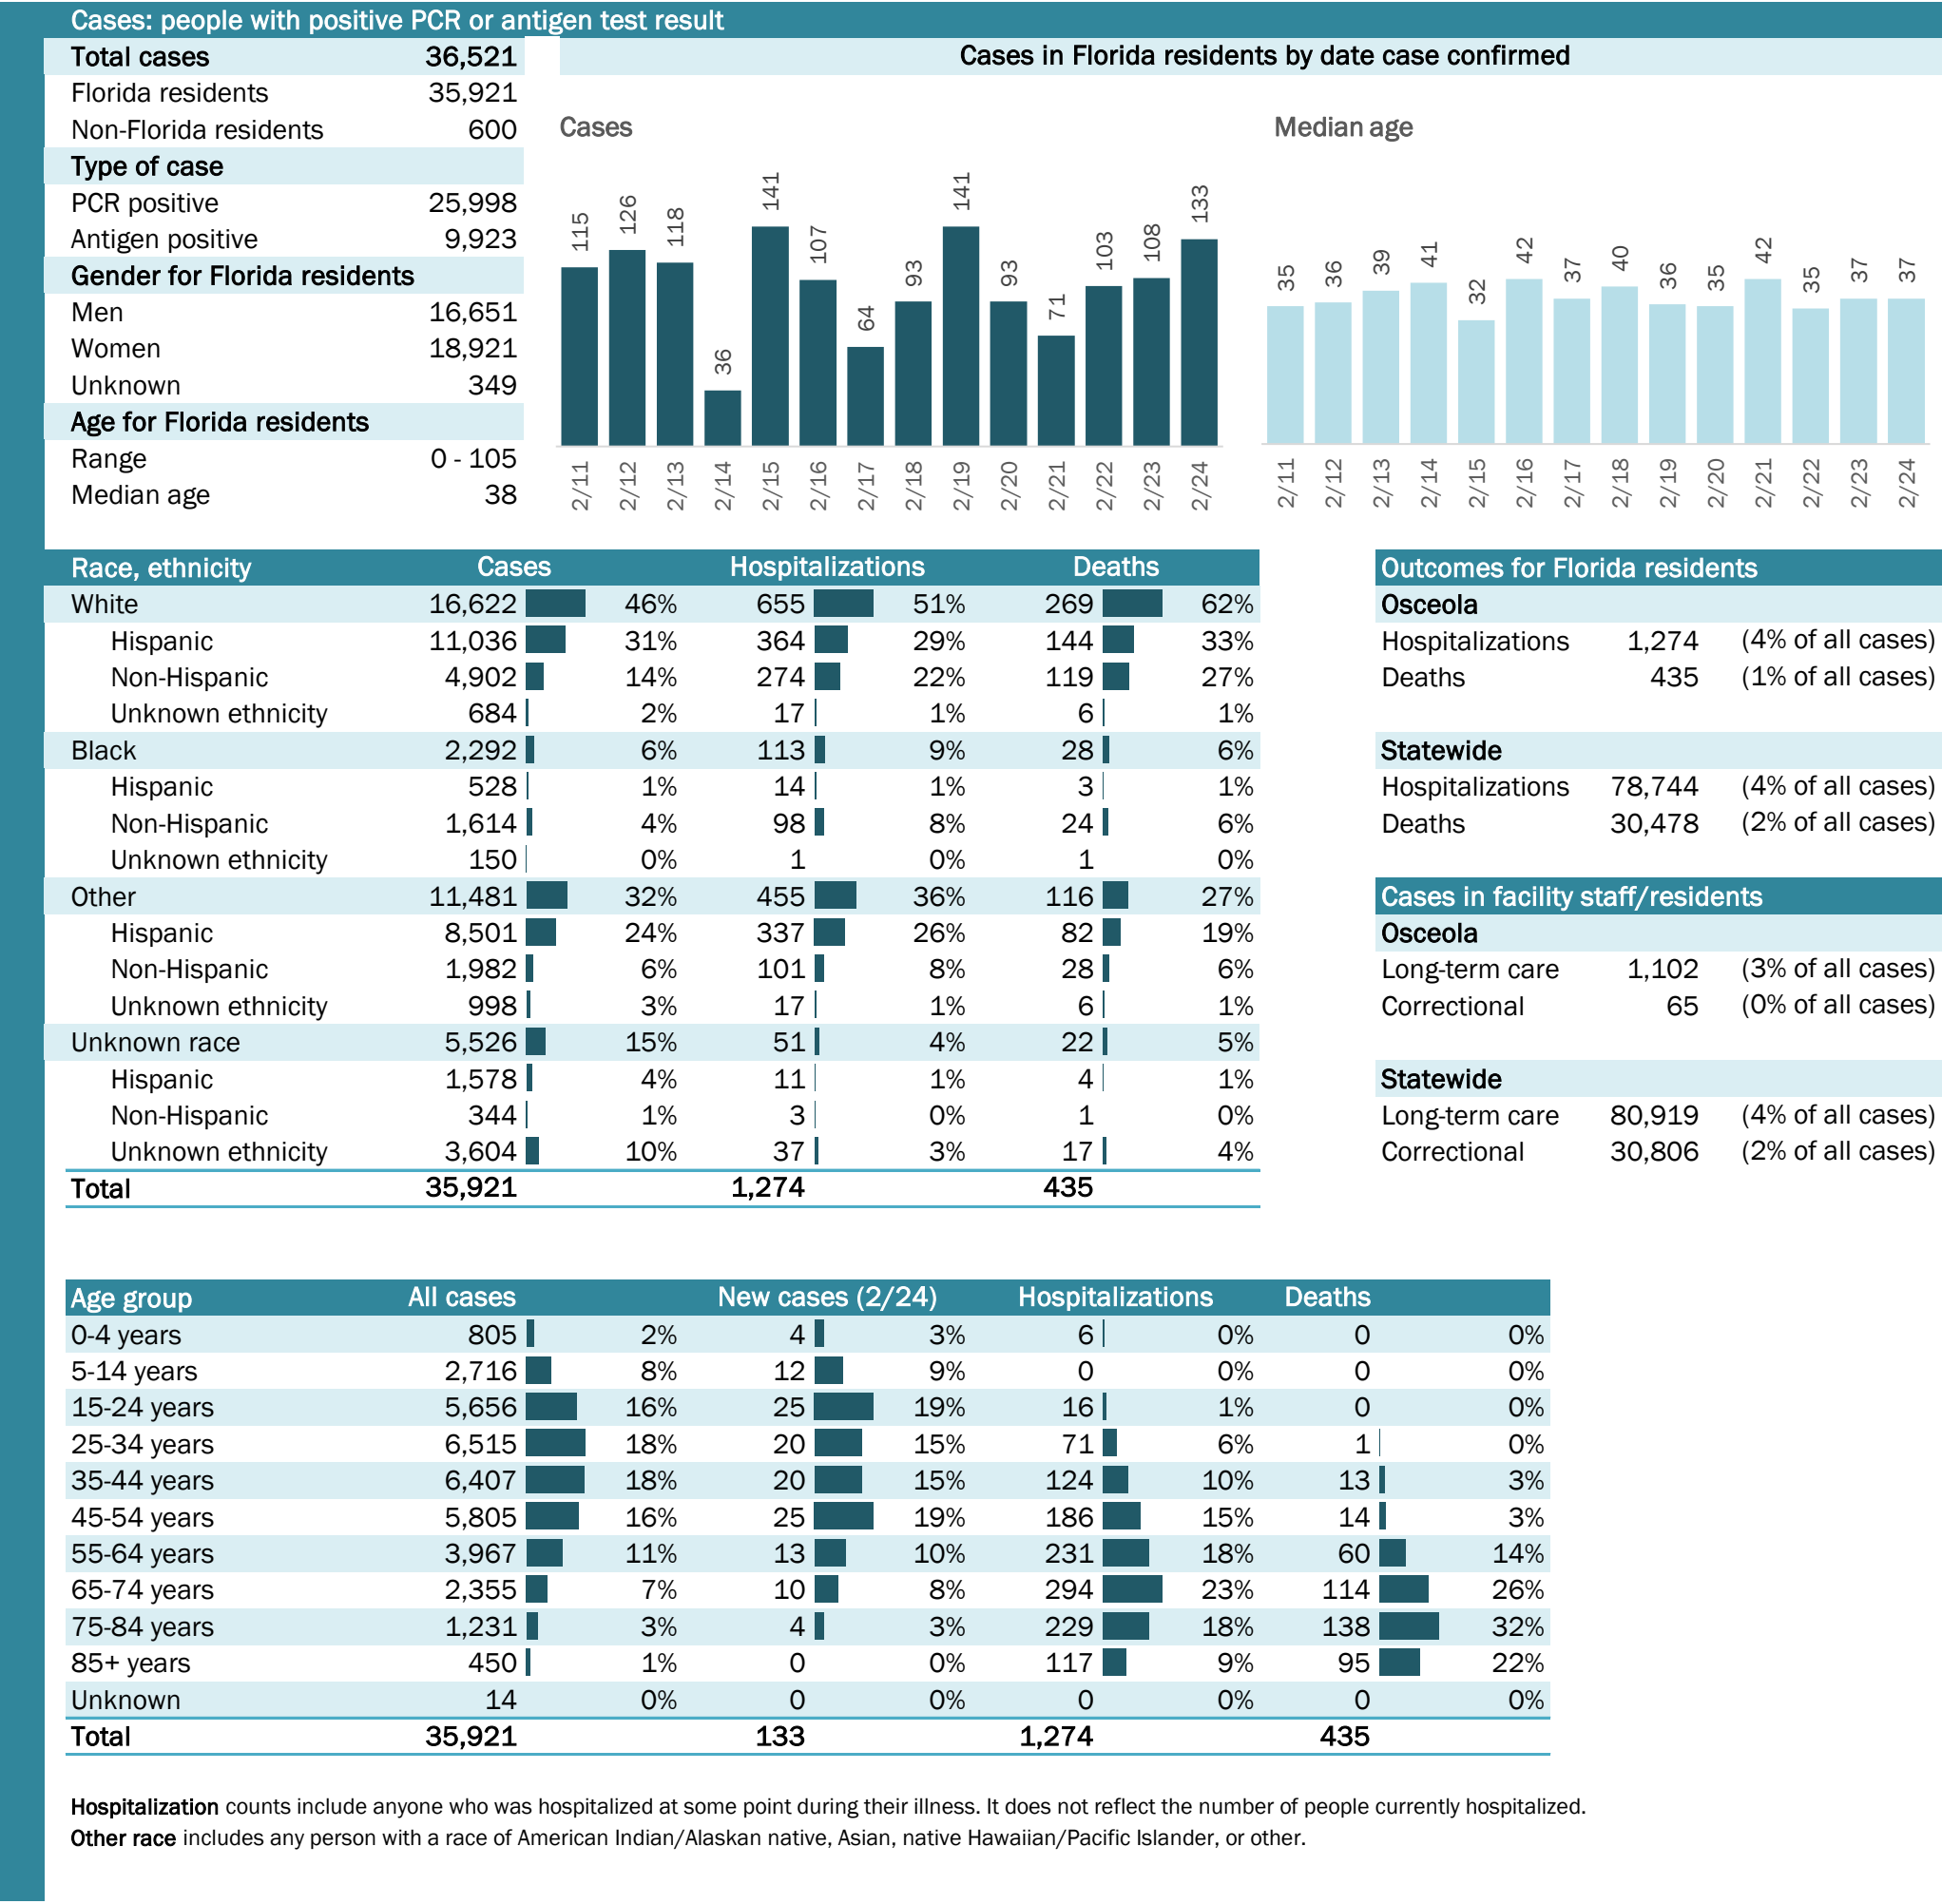 Cases: people with positive PCR or antigen test result
Total cases 36,521
Florida residents 35,921
Non-Florida residents 600
Type of case
PCR positive 25,998
Antigen positive 9,923
Gender for Florida residents
Men 16,651
Women 18,921
Unknown 349
Age for Florida residents
Range 0 - 105
Median age 38
Cases in Florida residents by date case confirmed
Cases
115 126 118 36 141 107 64 93 141 93 71 103 108 133
2/11 2/12 2/13 2/14 2/15 2/16 2/17 2/18 2/19 2/20 2/21 2/22 2/23 2/24
Median age
35 36 39 41 32 42 37 40 36 35 42 35 37 37
2/11 2/12 2/13 2/14 2/15 2/16 2/17 2/18 2/19 2/20 2/21 2/22 2/23 2/24
Race, ethnicity Cases Hospitalizations Deaths
White 16,622 46% 655 51% 269 62%
Hispanic 11,036 31% 364 29% 144 33%
Non-Hispanic 4,902 14% 274 22% 119 27%
Unknown ethnicity 684 2% 17 1% 6 1%
Black 2,292 6% 113 9% 28 6%
Hispanic 528 1% 14 1% 3 1%
Non-Hispanic 1,614 4% 98 8% 24 6%
Unknown ethnicity 150 0% 1 0% 1 0%
Other 11,481 32% 455 36% 116 27%
Hispanic 8,501 24% 337 26% 82 19%
Non-Hispanic 1,982 6% 101 8% 28 6%
Unknown ethnicity 998 3% 17 1% 6 1%
Unknown race 5,526 15% 51 4% 22 5%
Hispanic 1,578 4% 11 1% 4 1%
Non-Hispanic 344 1% 3 0% 1 0%
Unknown ethnicity 3,604 10% 37 3% 17 4%
Total 35,921 1,274 435
Outcomes for Florida residents
Osceola
Hospitalizations 1,274 (4% of all cases)
Deaths 435 (1% of all cases)
Statewide
Hospitalizations 78,744 (4% of all cases)
Deaths 30,478 (2% of all cases)
Cases in facility staff/residents
Osceola
Long-term care 1,102 (3% of all cases)
Correctional 65 (0% of all cases)
Statewide
Long-term care 80,919 (4% of all cases)
Correctional 30,806 (2% of all cases)
Age group All cases New cases (2/24) Hospitalizations Deaths
0-4 years 805 2% 4 3% 6 0% 0 0%
5-14 years 2,716 8% 12 9% 0 0% 0 0%
15-24 years 5,656 16% 25 19% 16 1% 0 0%
25-34 years 6,515 18% 20 15% 71 6% 1 0%
35-44 years 6,407 18% 20 15% 124 10% 13 3%
45-54 years 5,805 16% 25 19% 186 15% 14 3%
55-64 years 3,967 11% 13 10% 231 18% 60 14%
65-74 years 2,355 7% 10 8% 294 23% 114 26%
75-84 years 1,231 3% 4 3% 229 18% 138 32%
85+ years 450 1% 0 0% 117 9% 95 22%
Unknown 14 0% 0 0% 0 0% 0 0%
Total 35,921 133 1,274 435
Hospitalization counts include anyone who was hospitalized at some point during their illness. It does not reflect the number of people currently hospitalized.
Other race includes any person with a race of American Indian/Alaskan native, Asian, native Hawaiian/Pacific Islander, or other.